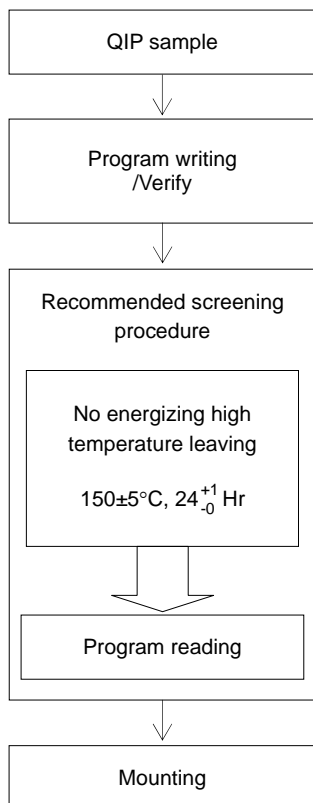 QIP sample
Program writing
/Verify
Recommended screening
procedure
No energizing high
temperature leaving
150±5°C, 24 +1 -0 Hr
Program reading
Mounting